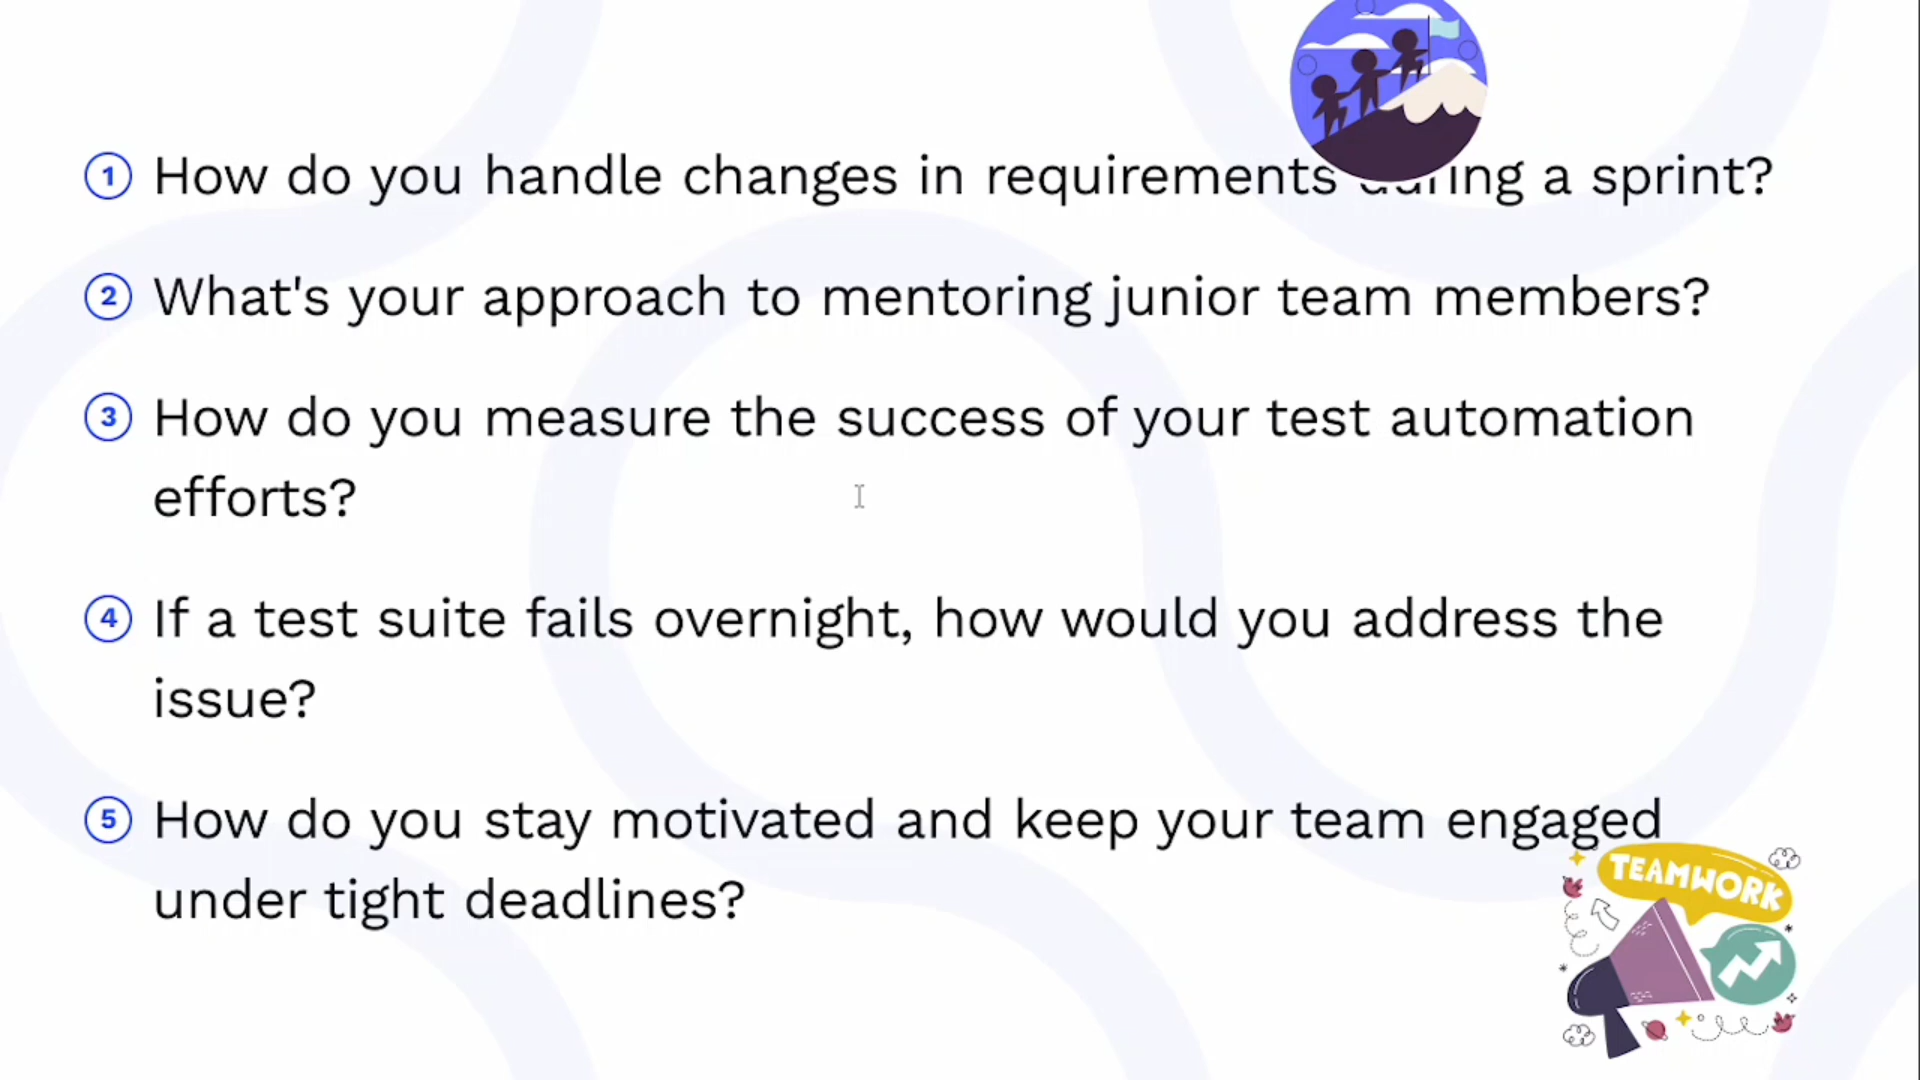 1 How do you handle changes in requirements during a sprint?
2 What's your approach to mentoring junior team members?
3 How do you measure the success of your test automation
efforts?
4 If a test suite fails overnight, how would you address the
issue?
5 How do you stay motivated and keep your team engaged
under tight deadlines?
TEAMWORK